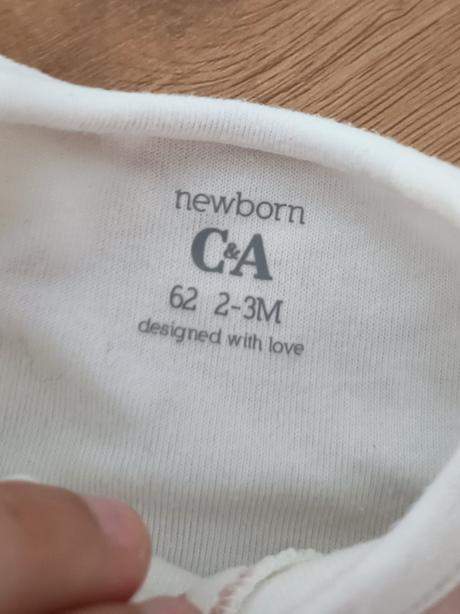 newborn
C&A
62 2-3M
designed with love